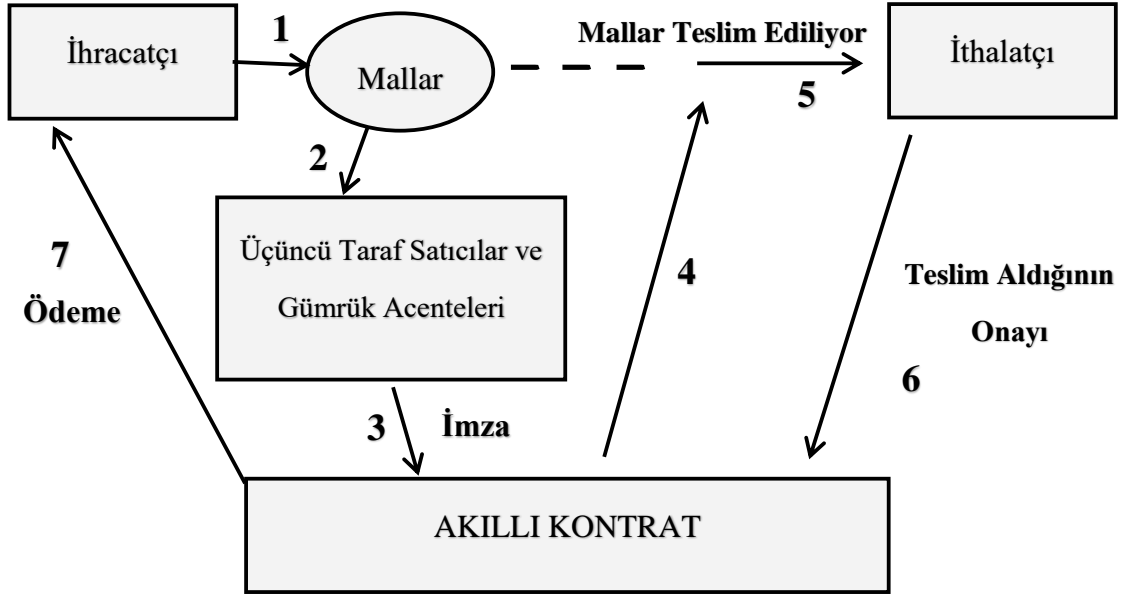 İhracatçı
1
Mallar
Mallar Teslim Ediliyor
5
İthalatçı
2
Üçüncü Taraf Satıcılar ve
Gümrük Acenteleri
7
Ödeme
4
Teslim Aldığının
Onayı
6
3
İmza
AKILLI KONTRAT